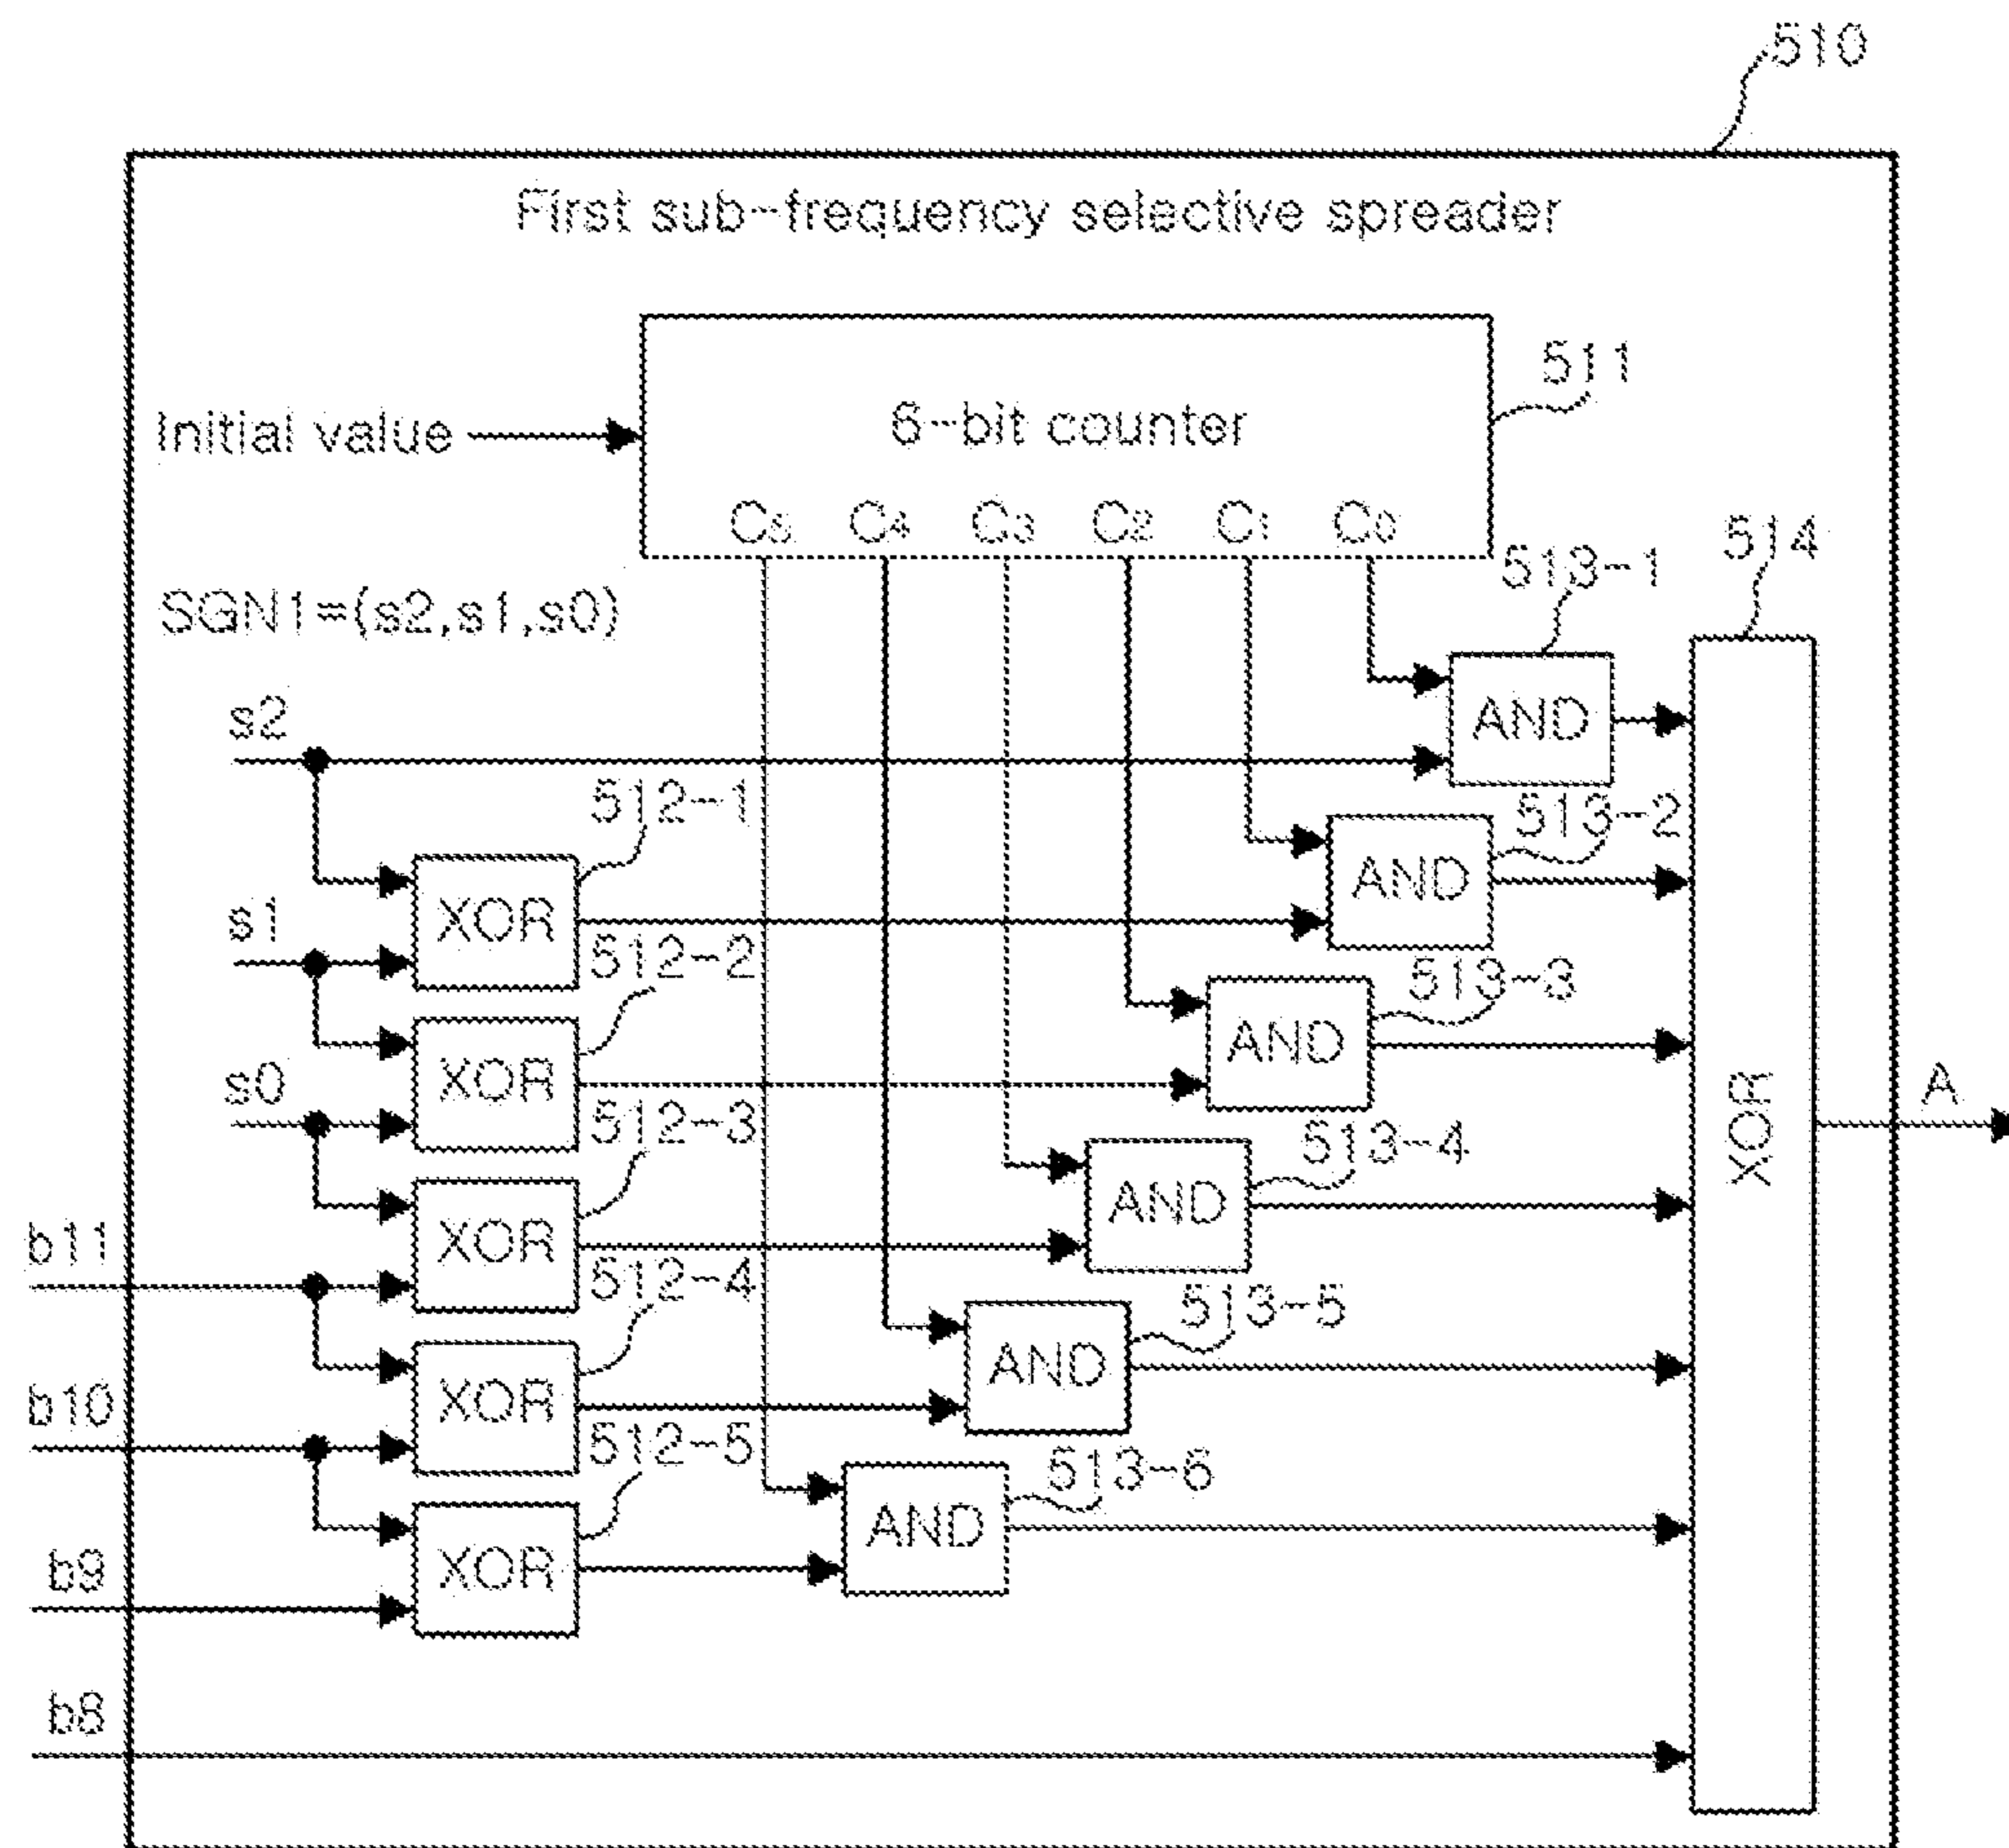 510
First sub-frequency selective spreader
511
Initial value
6-bit counter
C5 C4 C3 C2 C1 C0
514
513-1
SGN1=(s2,s1,s0)
s2
AND
512-1
513-2
XOR
AND
s1
512-2
513-3
XOR
AND
s0
512-3
513-4
XOR
A
XOR
AND
b11
512-4
513-5
XOR
AND
b10
512-5
513-6
XOR
AND
b9
b8